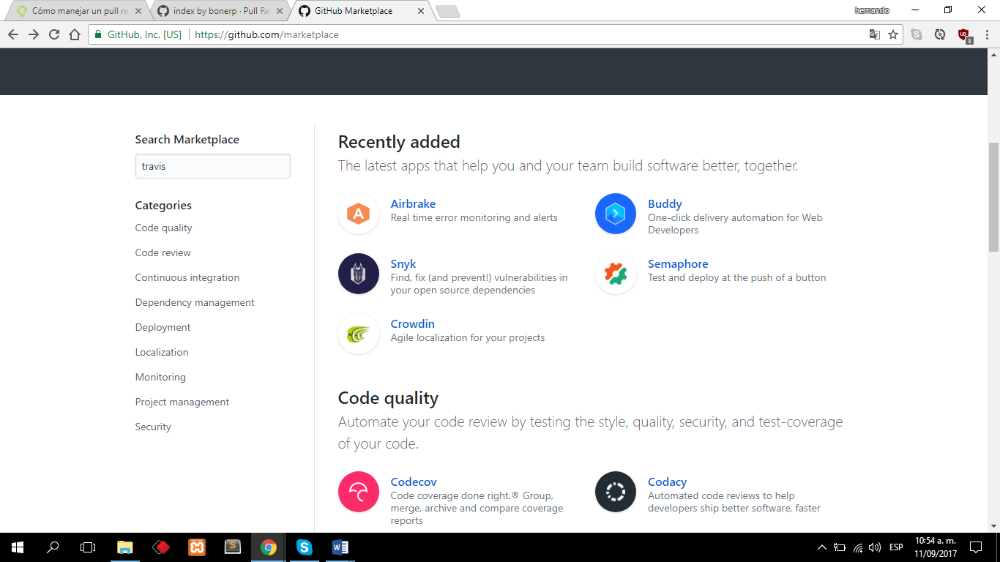 Cómo manejar un pull re
index by bonerp · Pull Re
GitHub Marketplace
hernando
GitHub, Inc. [US]
https://github.com/marketplace
3
Search Marketplace
travis
Categories
Code quality
Code review
Continuous integration
Dependency management
Deployment
Localization
Monitoring
Project management
Security
Recently added
The latest apps that help you and your team build software better, together.
Airbrake
Real time error monitoring and alerts
Buddy
One-click delivery automation for Web
Developers
Snyk
Find, fix (and prevent!) vulnerabilities in
your open source dependencies
Semaphore
Test and deploy at the push of a button
Crowdin
Agile localization for your projects
Code quality
Automate your code review by testing the style, quality, security, and test-coverage
of your code.
Codecov
Code coverage done right.® Group,
merge, archive and compare coverage
reports
Codacy
Automated code reviews to help
developers ship better software, faster
ESP
10:54 a. m.
11/09/2017